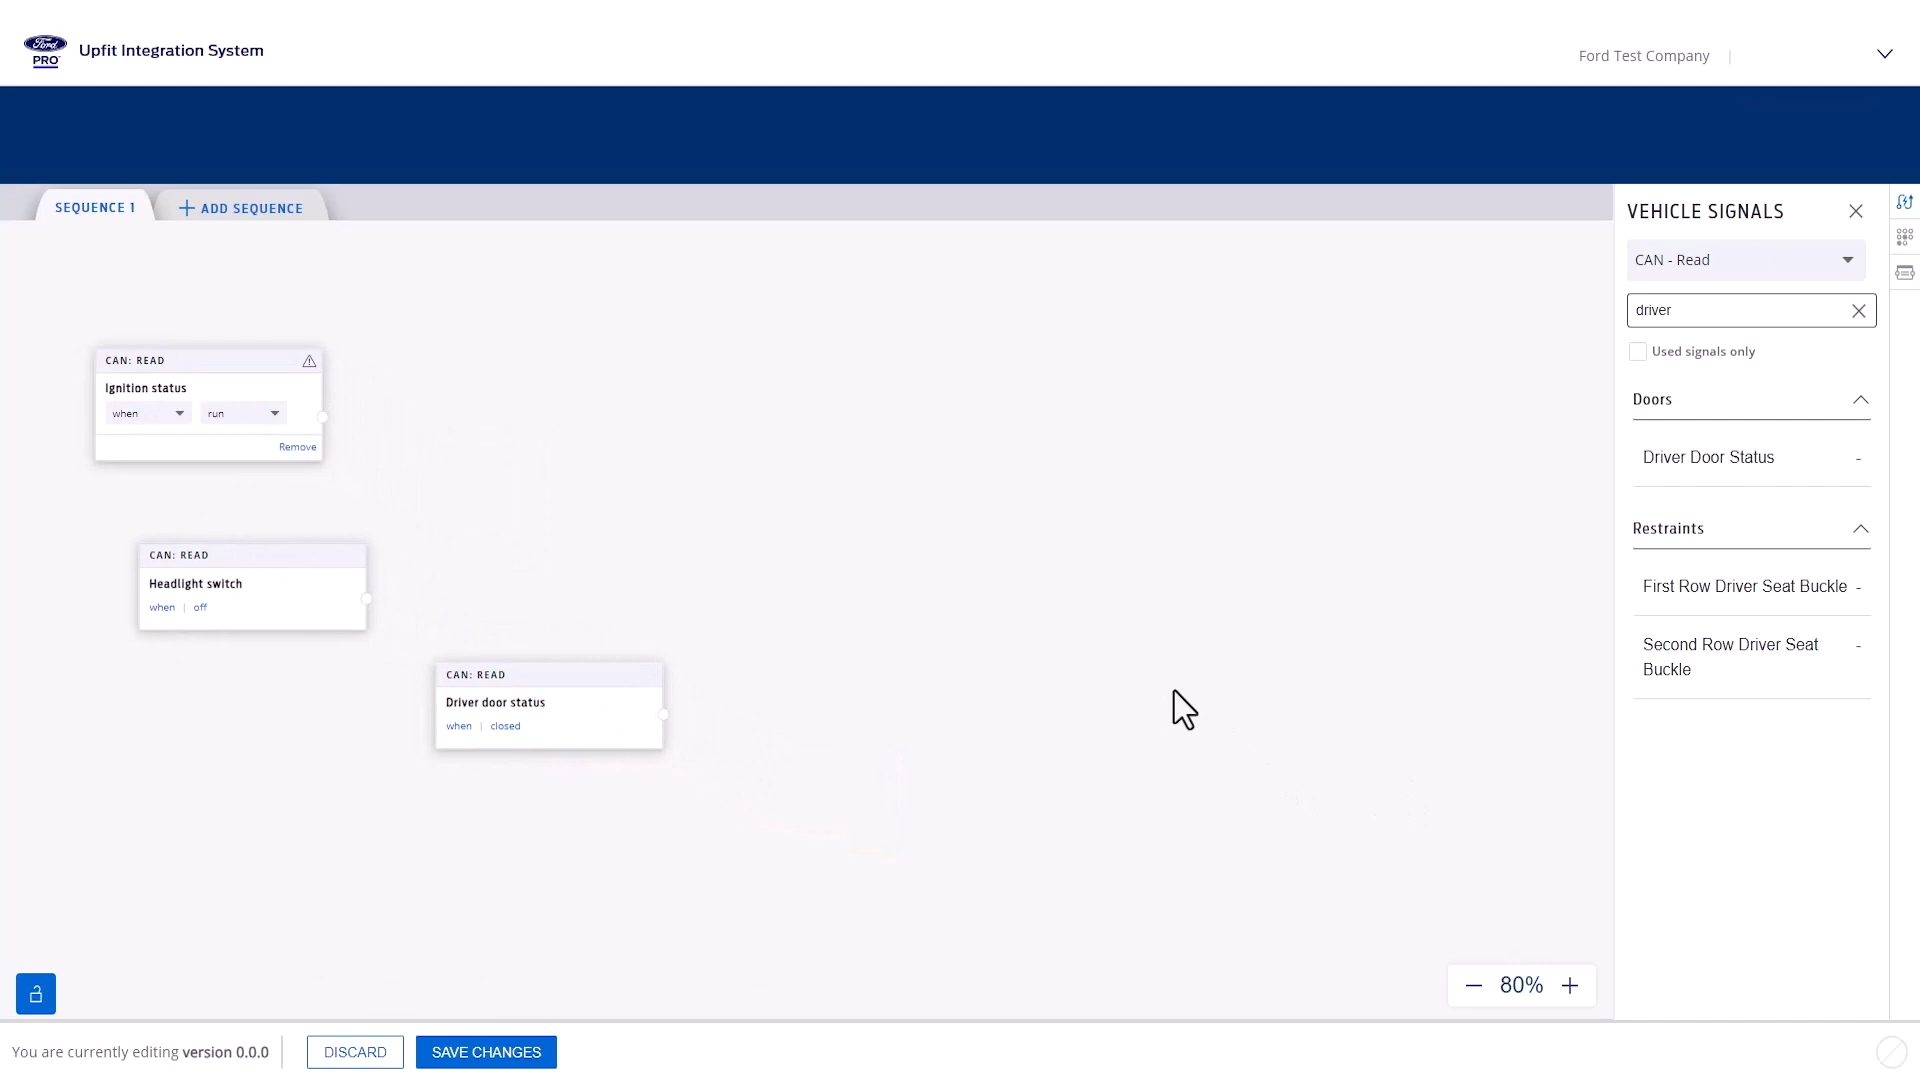 Ford
PRO
Upfit Integration System
Ford Test Company
SEQUENCE 1
ADD SEQUENCE
VEHICLE SIGNALS
CAN - Read
driver
Used signals only
Doors
Driver Door Status -
Restraints
First Row Driver Seat Buckle -
Second Row Driver Seat -
Buckle
CAN: READ
Ignition status
when run
Remove
CAN: READ
Headlight switch
when | off
CAN: READ
Driver door status
when | closed
80%
You are currently editing version 0.0.0
DISCARD
SAVE CHANGES